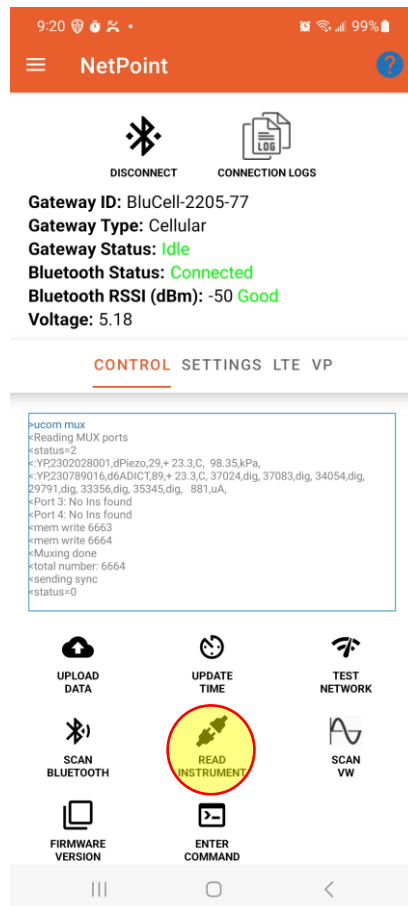 9:20 99%
NetPoint ?
LOG
DISCONNECT CONNECTION LOGS
Gateway ID: BluCell-2205-77
Gateway Type: Cellular
Gateway Status: Idle
Bluetooth Status: Connected
Bluetooth RSSI (dBm): -50 Good
Voltage: 5.18
CONTROL SETTINGS LTE VP
>ucom mux
<Reading MUX ports
<status=2
<:YP,2302028001,dPiezo,29,+ 23.3,C, 98.35,kPa,
<:YP,230789016,d6ADICT,89,+ 23.3,C, 37024,dig, 37083,dig, 34054,dig,
29791,dig, 33356,dig, 35345,dig, 881,uA,
<Port 3: No Ins found
<Port 4: No Ins found
<mem write 6663
<mem write 6664
<Muxing done
<total number: 6664
<sending sync
<status=0
UPLOAD DATA
UPDATE TIME
TEST NETWORK
SCAN BLUETOOTH
READ INSTRUMENT
SCAN VW
FIRMWARE VERSION
ENTER COMMAND